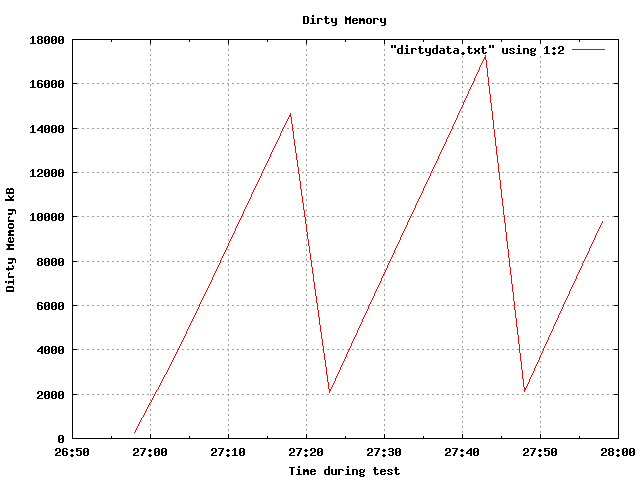 Dirty Memory
"dirtydata.txt" using 1:2
18000
16000
14000
12000
10000
8000
6000
4000
2000
0
Dirty Memory kB
26:50 27:00 27:10 27:20 27:30 27:40 27:50 28:00
Time during test